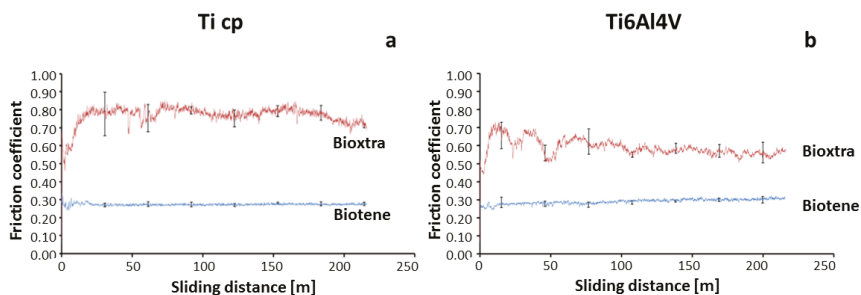 Ti cp
a
Friction coefficient
1.00
0.90
0.80
0.70
0.60
0.50
0.40
0.30
0.20
0.10
0.00
Bioxtra
Biotene
0
50
100
150
200
250
Sliding distance [m]
Ti6Al4V
b
Friction coefficient
1.00
0.90
0.80
0.70
0.60
0.50
0.40
0.30
0.20
0.10
0.00
Bioxtra
Biotene
0
50
100
150
200
250
Sliding distance [m]